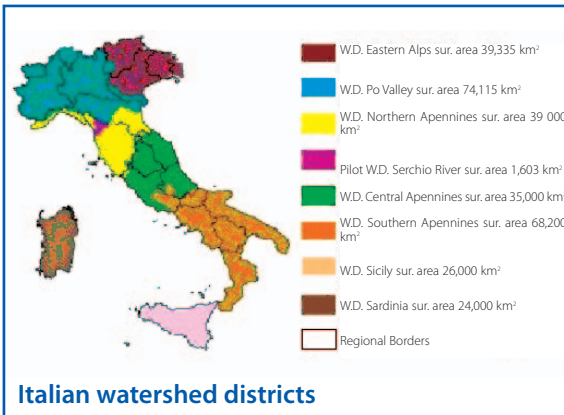 W.D. Eastern Alps sur. area 39,335 km²
W.D. Po Valley sur. area 74,115 km²
W.D. Northern Apennines sur. area 39 000
km²
Pilot W.D. Serchio River sur. area 1,603 km²
W.D. Central Apennines sur. area 35,000 km²
W.D. Southern Apennines sur. area 68,200
km²
W.D. Sicily sur. area 26,000 km²
W.D. Sardinia sur. area 24,000 km²
Regional Borders
Italian watershed districts